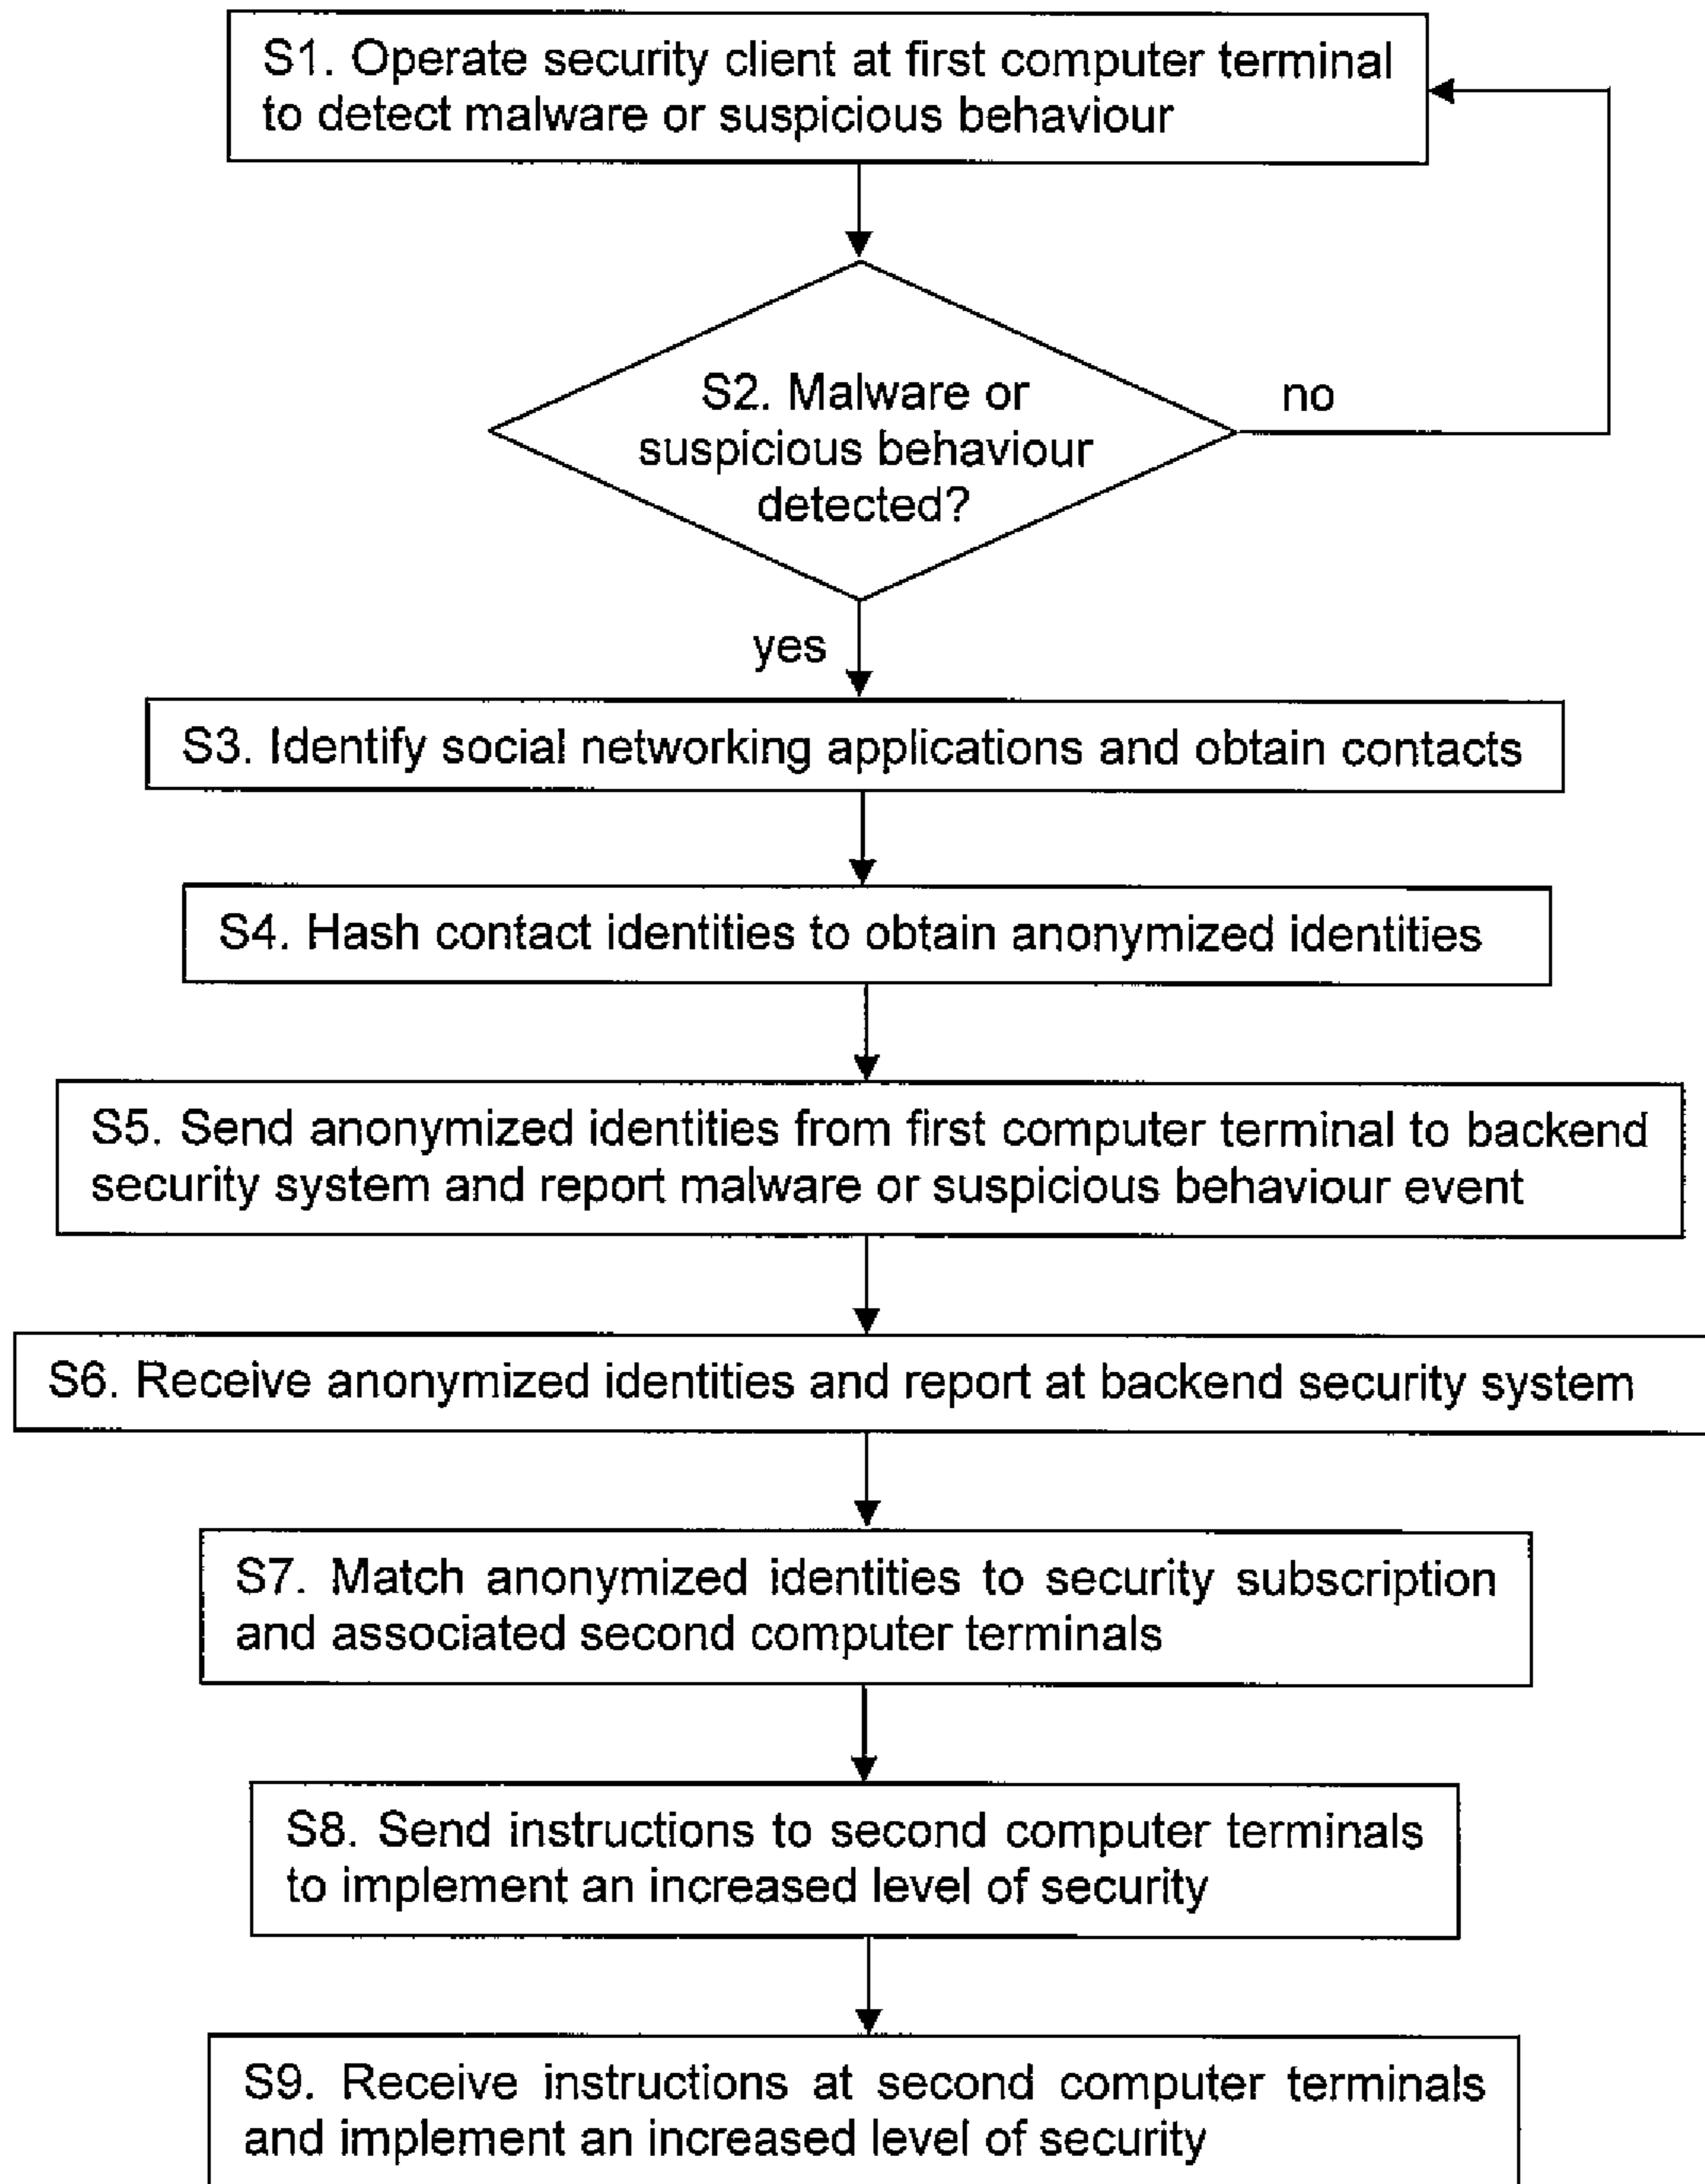 S1. Operate security client at first computer terminal
to detect malware or suspicious behaviour
S2. Malware or
suspicious behaviour
detected?
no
yes
S3. Identify social networking applications and obtain contacts
S4. Hash contact identities to obtain anonymized identities
S5. Send anonymized identities from first computer terminal to backend
security system and report malware or suspicious behaviour event
S6. Receive anonymized identities and report at backend security system
S7. Match anonymized identities to security subscription
and associated second computer terminals
S8. Send instructions to second computer terminals
to implement an increased level of security
S9. Receive instructions at second computer terminals
and implement an increased level of security